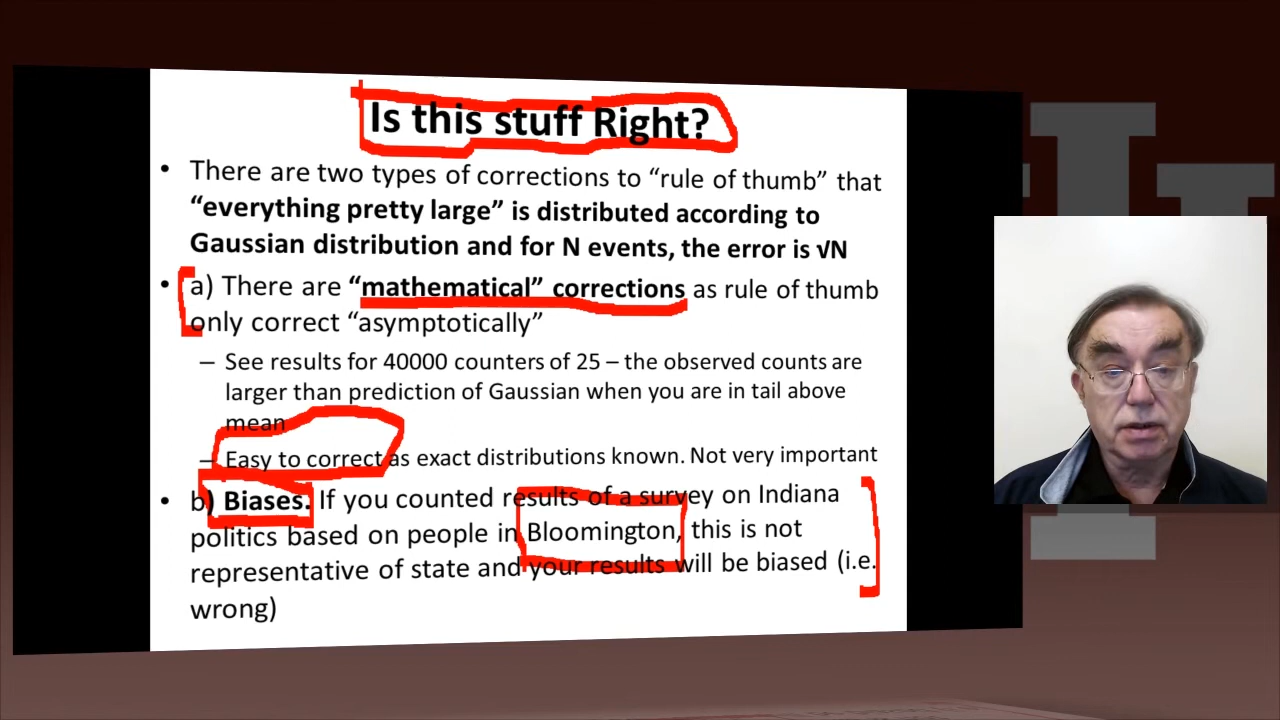 Is this stuff Right?
• There are two types of corrections to “rule of thumb” that
“everything pretty large” is distributed according to
Gaussian distribution and for N events, the error is √N
• a) There are “mathematical” corrections as rule of thumb
only correct “asymptotically”
– See results for 40000 counters of 25 – the observed counts are
larger than prediction of Gaussian when you are in tail above
mean
– Easy to correct as exact distributions known. Not very important
• b) Biases. If you counted results of a survey on Indiana
politics based on people in Bloomington, this is not
representative of state and your results will be biased (i.e.
wrong)